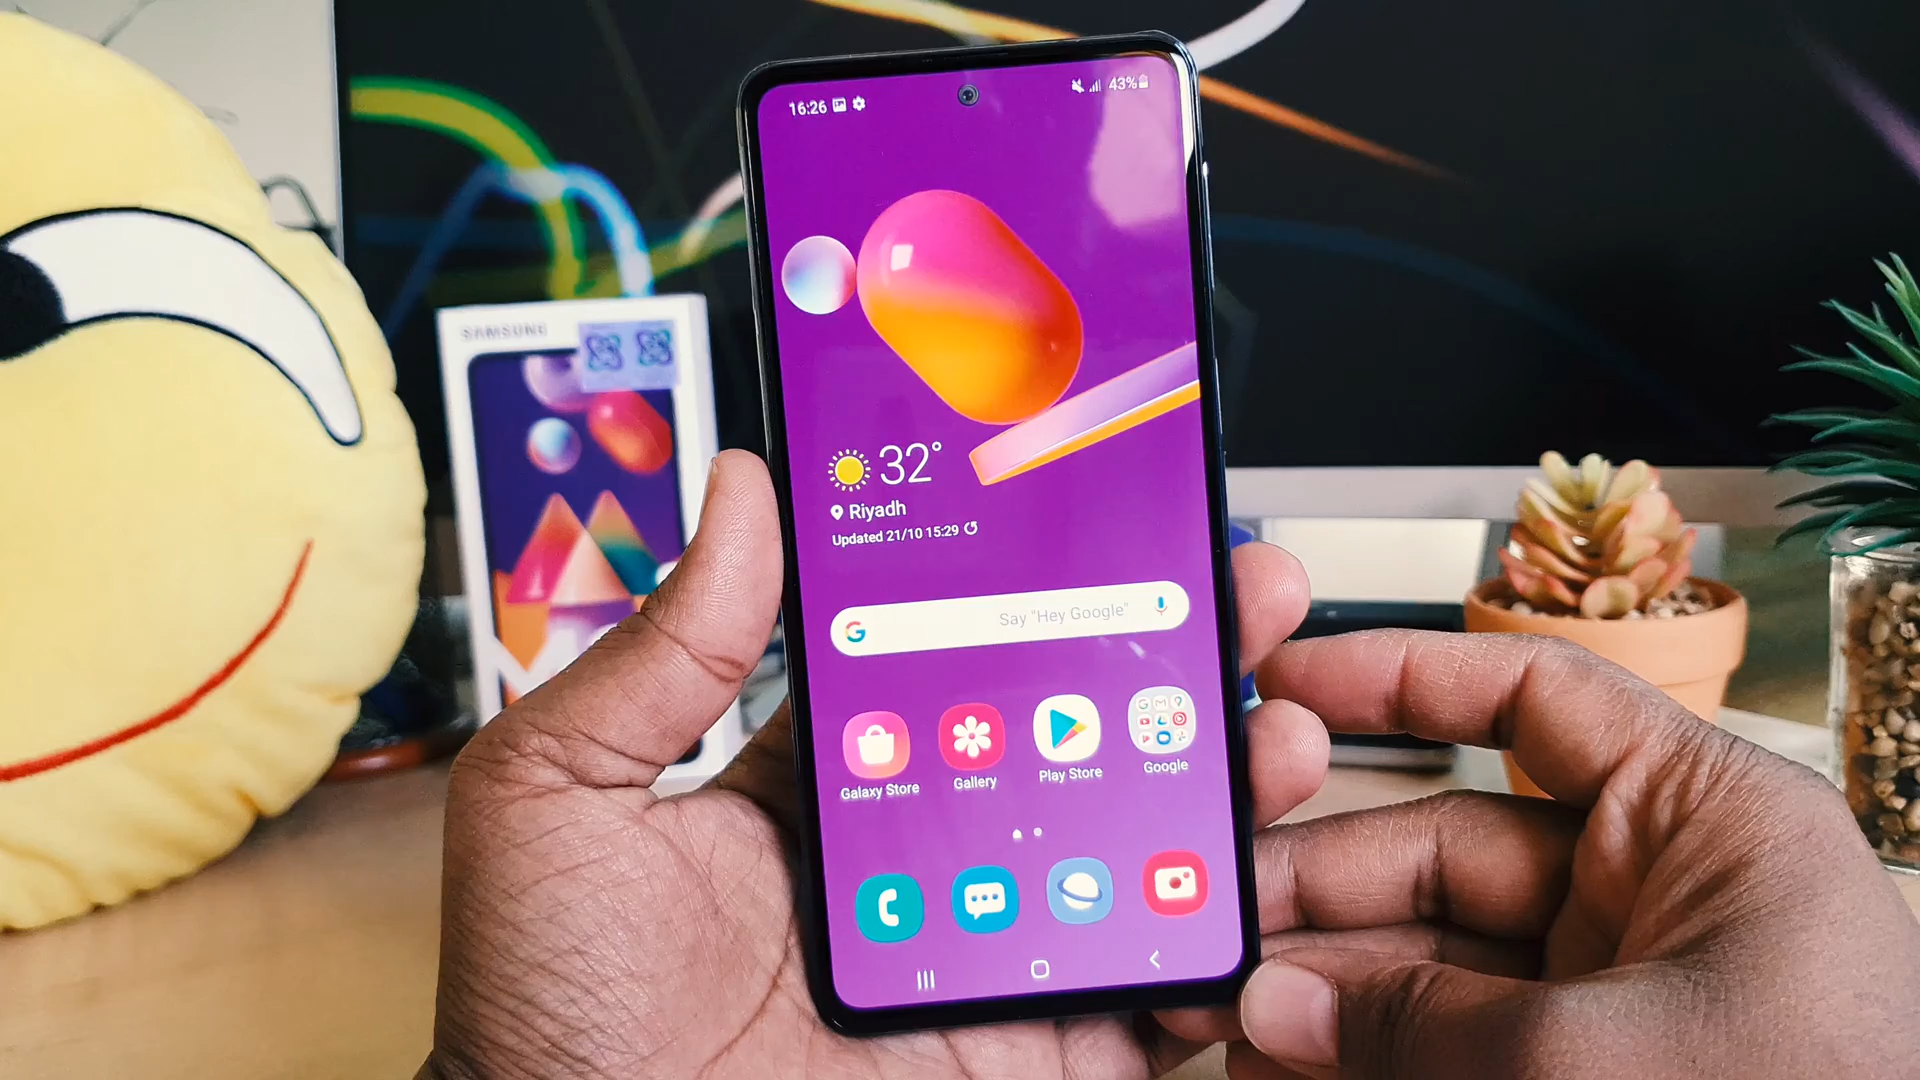 16:26
43%
SAMSUNG
32°
Riyadh
Updated 21/10 15:29
Say "Hey Google"
Galaxy Store
Gallery
Play Store
Google